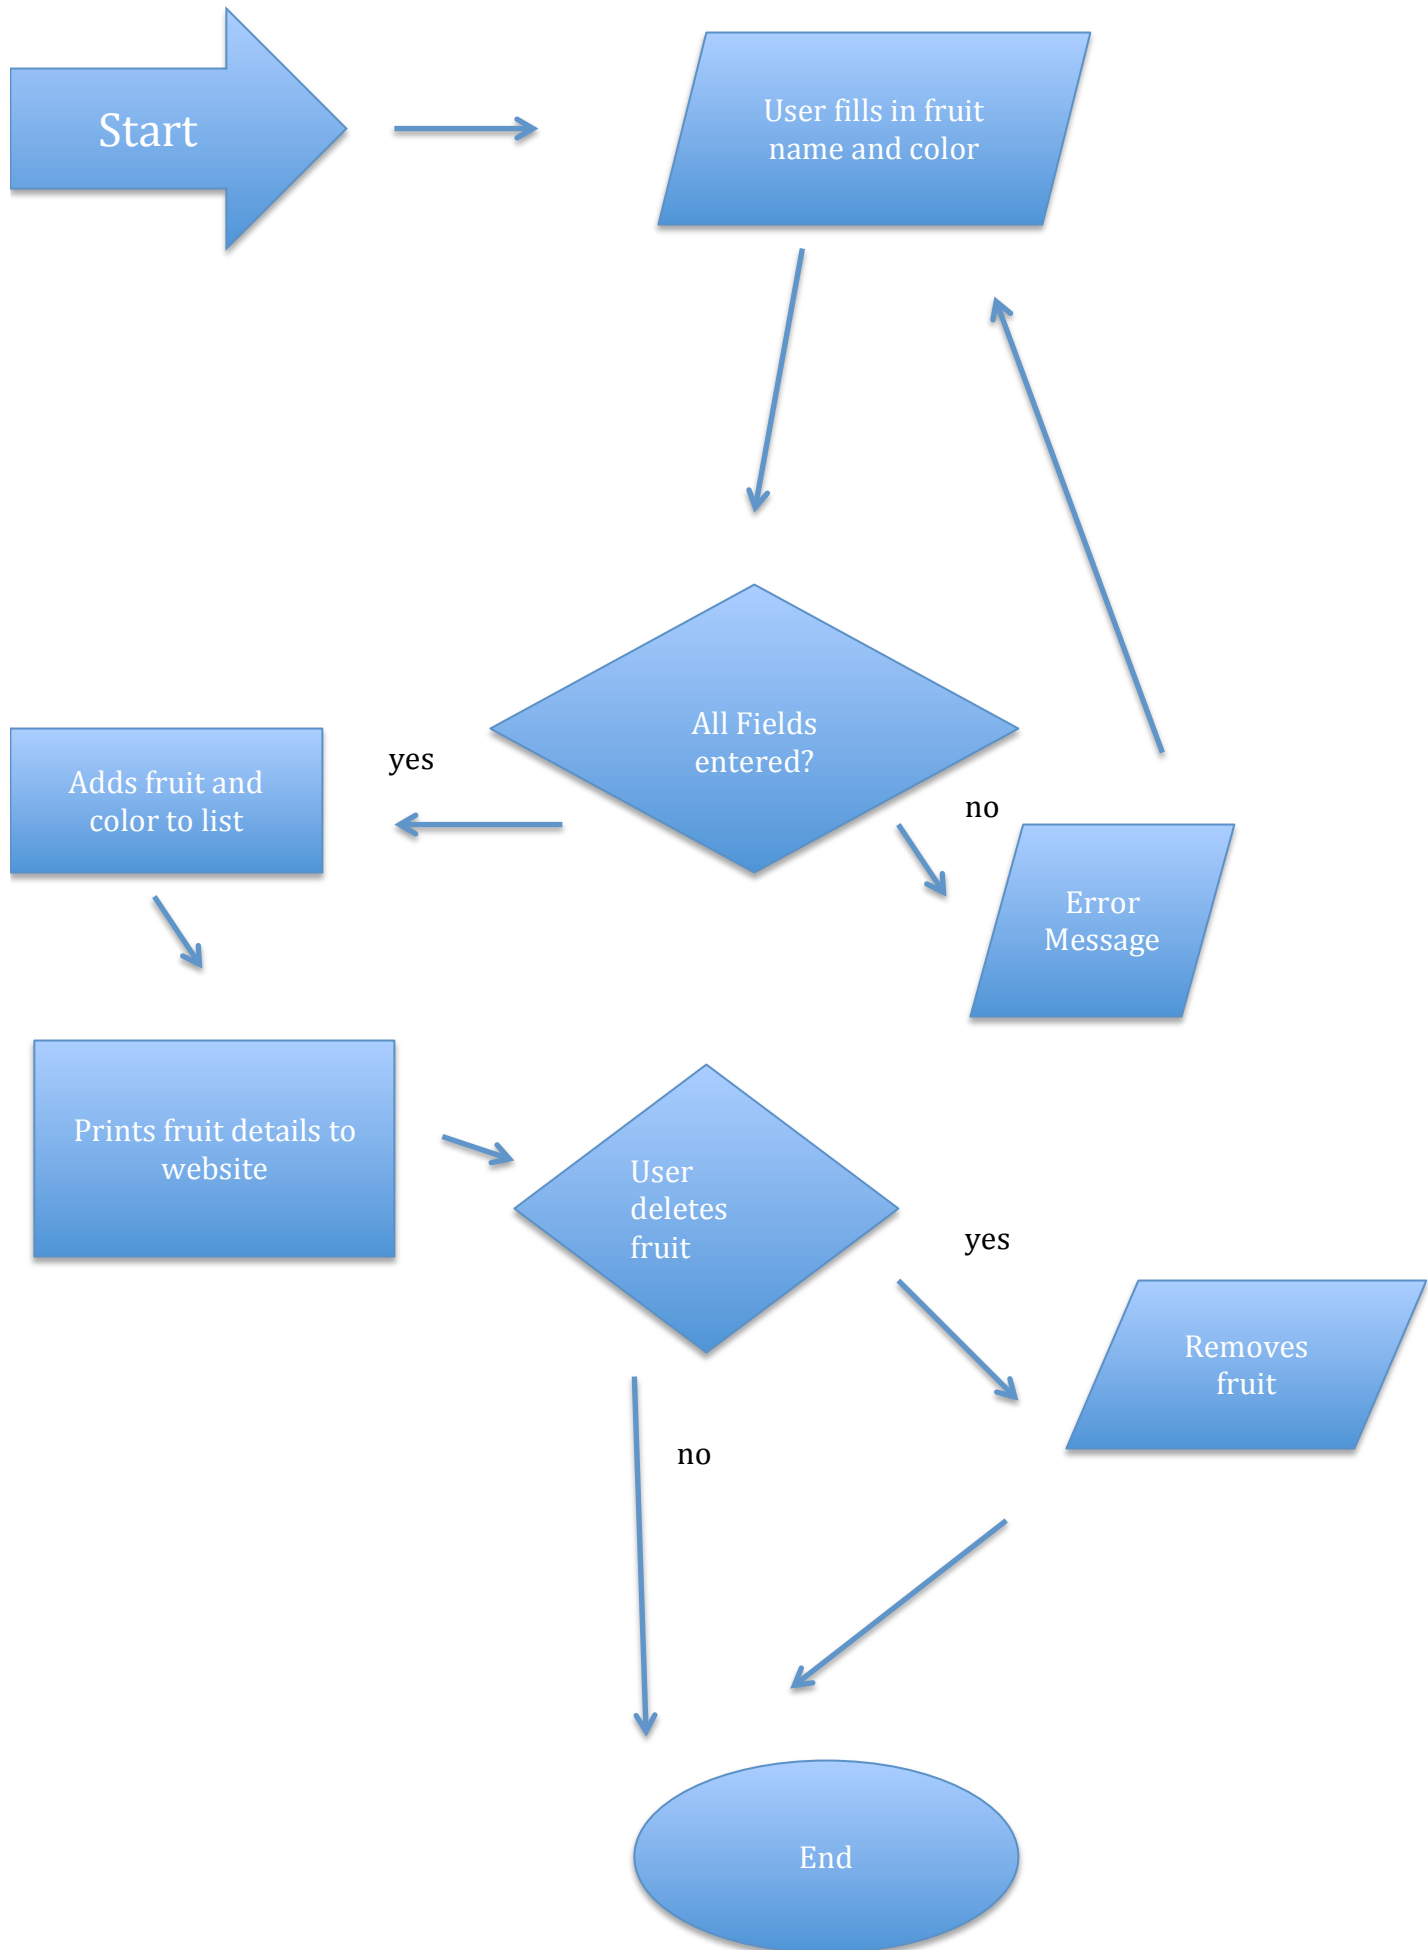 Start
User fills in fruit
name and color
All Fields
entered?
yes
no
Adds fruit and
color to list
Error
Message
Prints fruit details to
website
User
deletes
fruit
yes
Removes
fruit
no
End